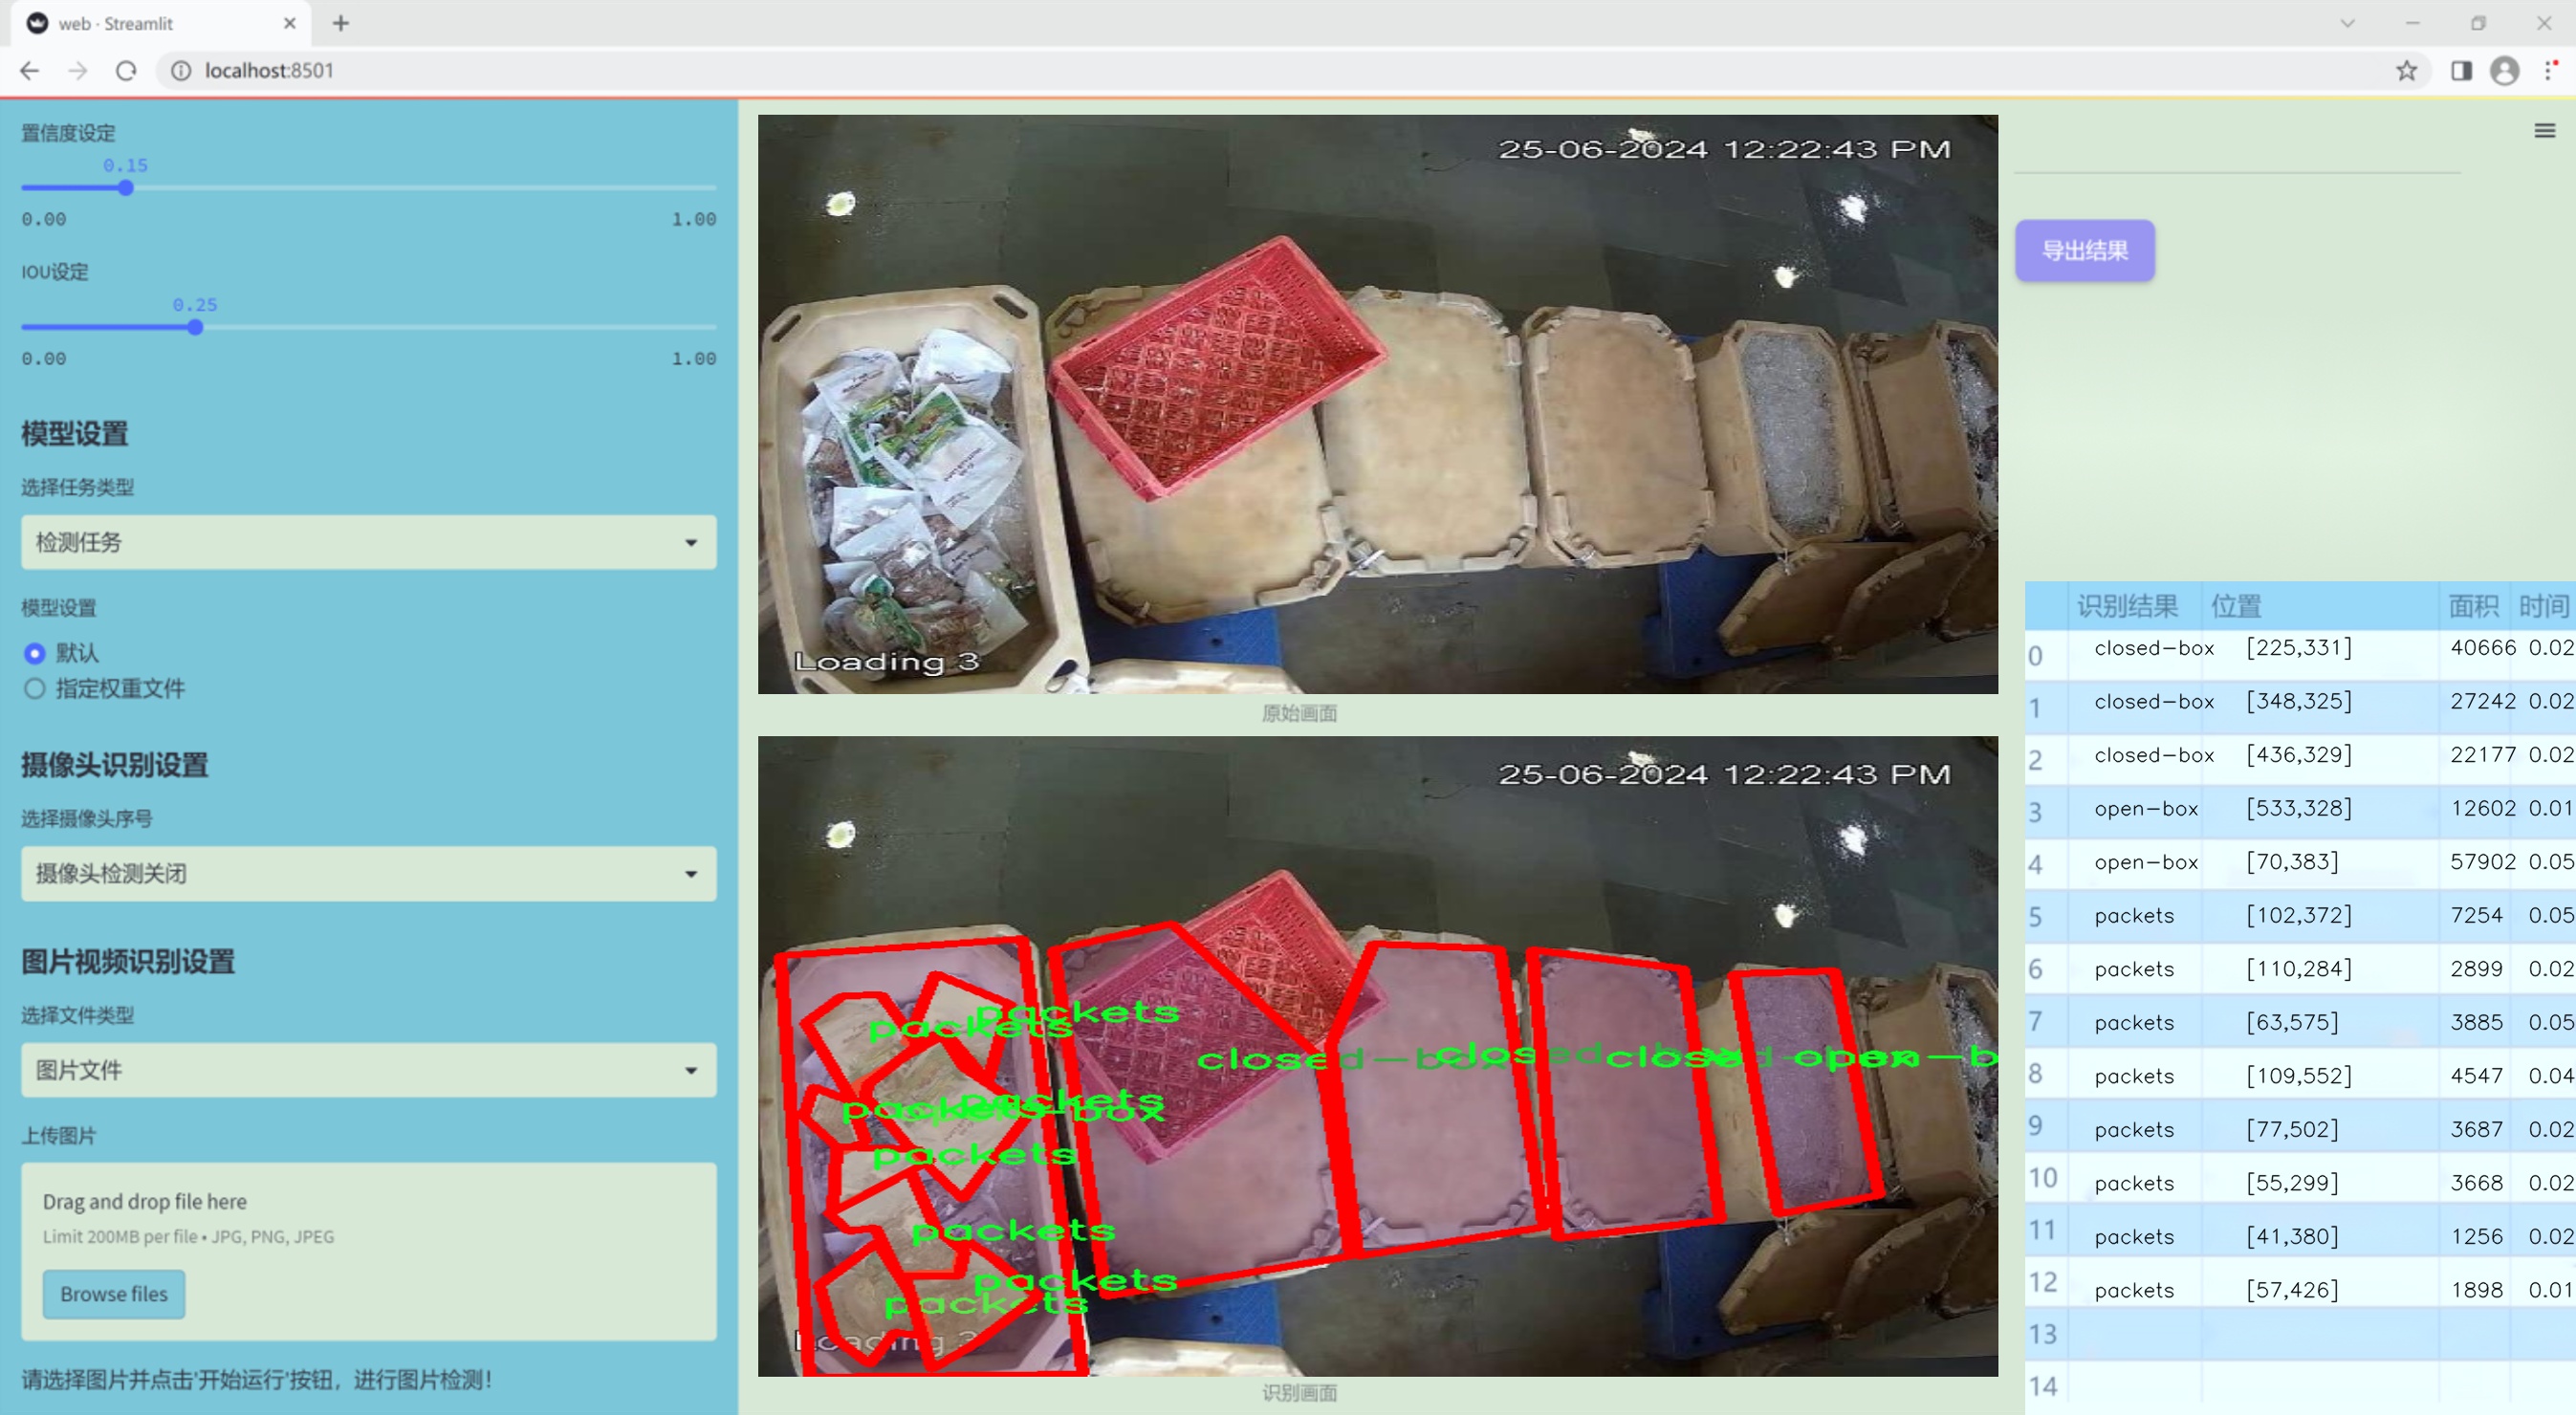 web · Streamlit
localhost:8501
置信度设定
0.15
0.00 1.00
IOU设定
0.25
0.00 1.00
模型设置
选择任务类型
检测任务
模型设置
默认
指定权重文件
摄像头识别设置
选择摄像头序号
摄像头检测关闭
图片视频识别设置
选择文件类型
图片文件
上传图片
Drag and drop file here
Limit 200MB per file • JPG, PNG, JPEG
Browse files
请选择图片并点击'开始运行'按钮，进行图片检测！
25-06-2024 12:22:43 PM
Loading 3
原始画面
25-06-2024 12:22:43 PM
packets
packets
closed-box
closed
closed
open-b
packets
packets
box
packets
packets
packets
packets
Loading 3
识别画面
导出结果
识别结果 位置 面积 时间
0 closed-box [225,331] 40666 0.02
1 closed-box [348,325] 27242 0.02
2 closed-box [436,329] 22177 0.02
3 open-box [533,328] 12602 0.01
4 open-box [70,383] 57902 0.05
5 packets [102,372] 7254 0.05
6 packets [110,284] 2899 0.02
7 packets [63,575] 3885 0.05
8 packets [109,552] 4547 0.04
9 packets [77,502] 3687 0.02
10 packets [55,299] 3668 0.02
11 packets [41,380] 1256 0.02
12 packets [57,426] 1898 0.01
13
14